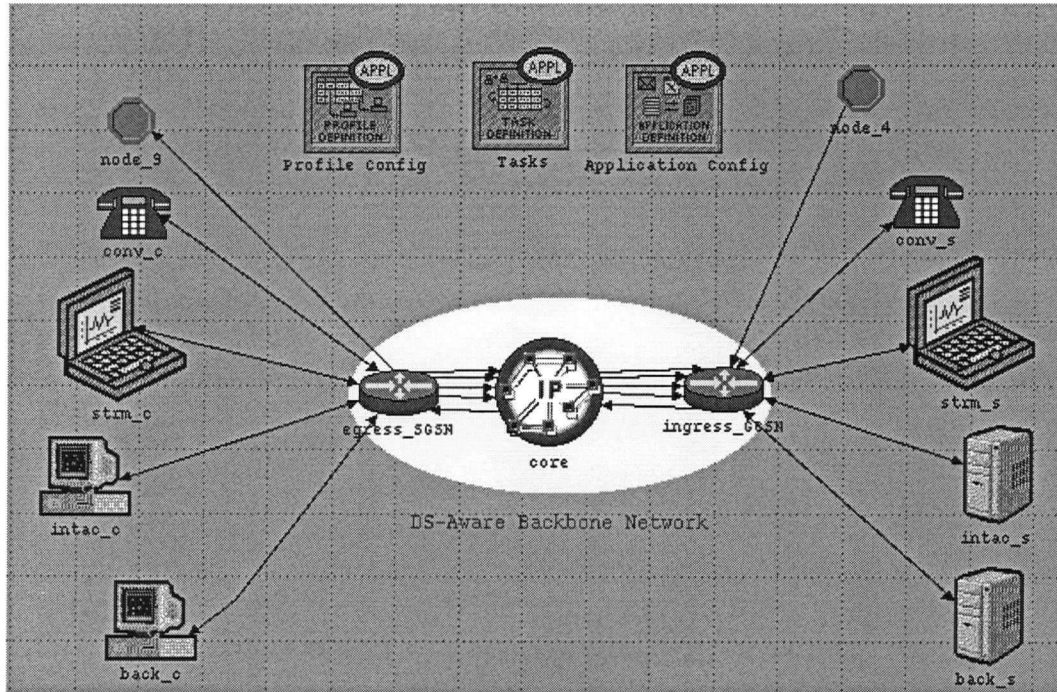 APPL
APPL
APPL
PROFILE
DEFINITION
TASK
DEFINITION
APPLICATION
DEFINITION
node_9
Profile Config
Tasks
Application Config
node_4
conv_c
conv_s
strm_c
egress_SGSN
IP
core
ingress_GGSN
strm_s
DS-Aware Backbone Network
intac_c
intac_s
back_c
back_s